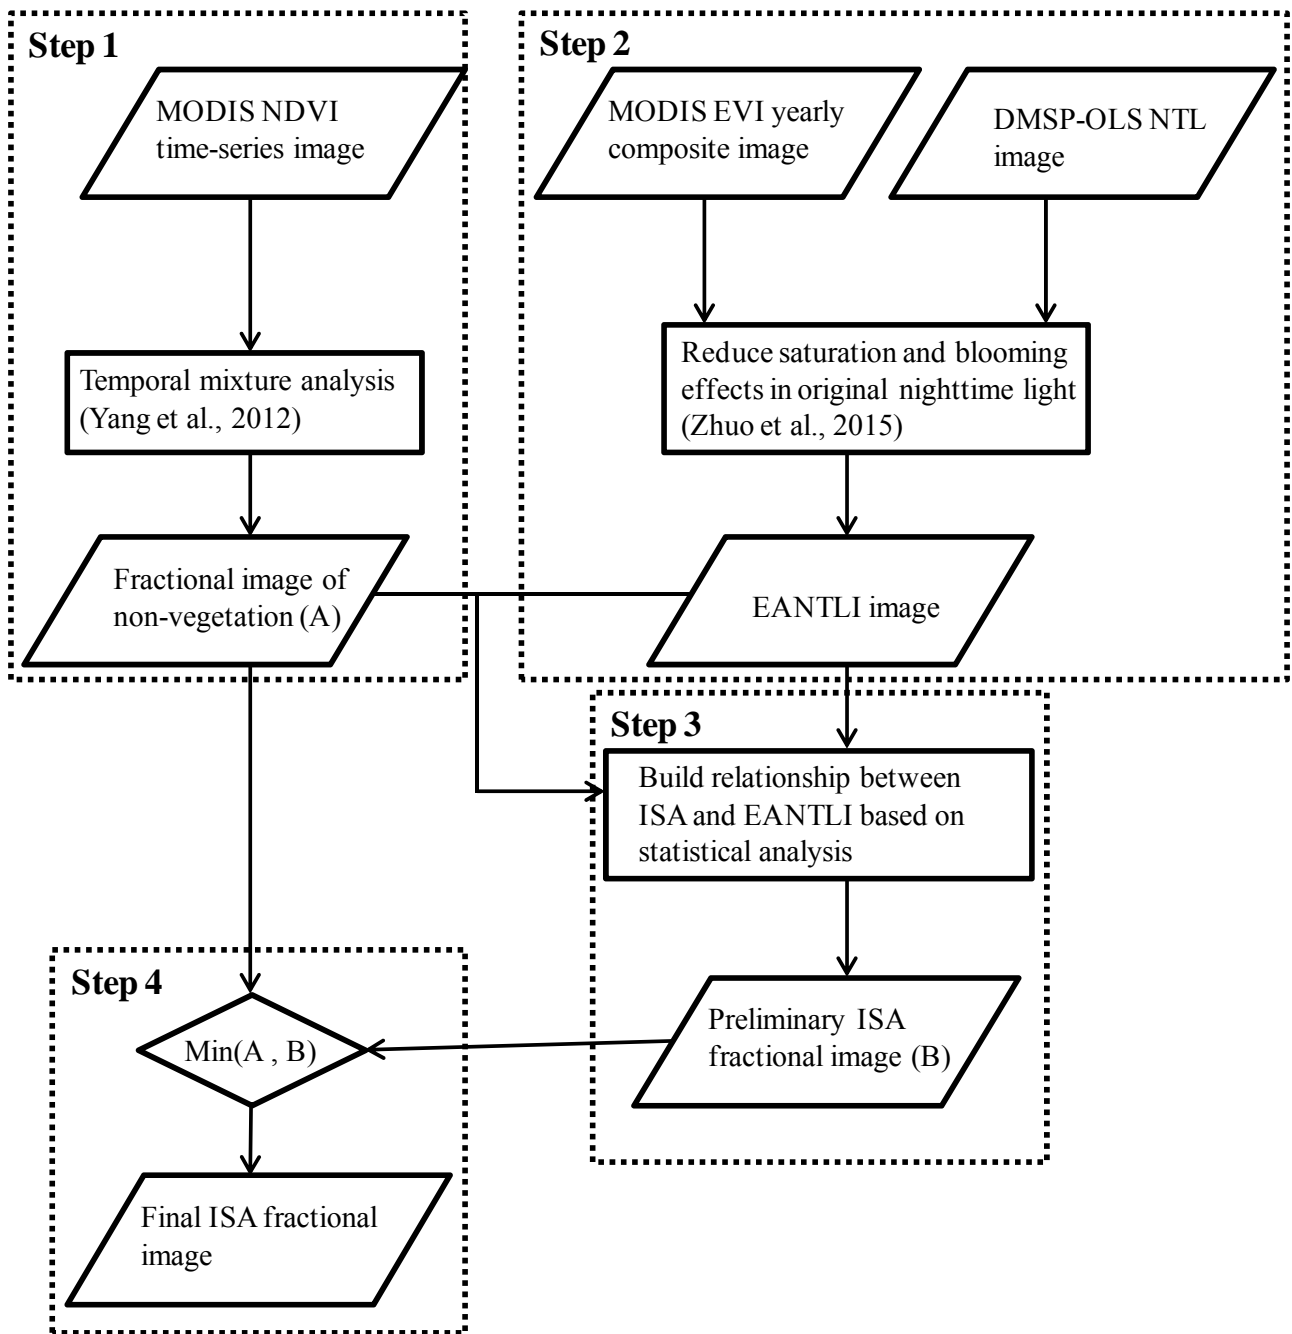 Step 1
MODIS NDVI
time-series image
Temporal mixture analysis
(Yang et al., 2012)
Fractional image of
non-vegetation (A)
Step 2
MODIS EVI yearly
composite image
DMSP-OLS NTL
image
Reduce saturation and blooming
effects in original nighttime light
(Zhuo et al., 2015)
EANTLI image
Step 3
Build relationship between
ISA and EANTLI based on
statistical analysis
Preliminary ISA
fractional image (B)
Step 4
Min(A , B)
Final ISA fractional
image